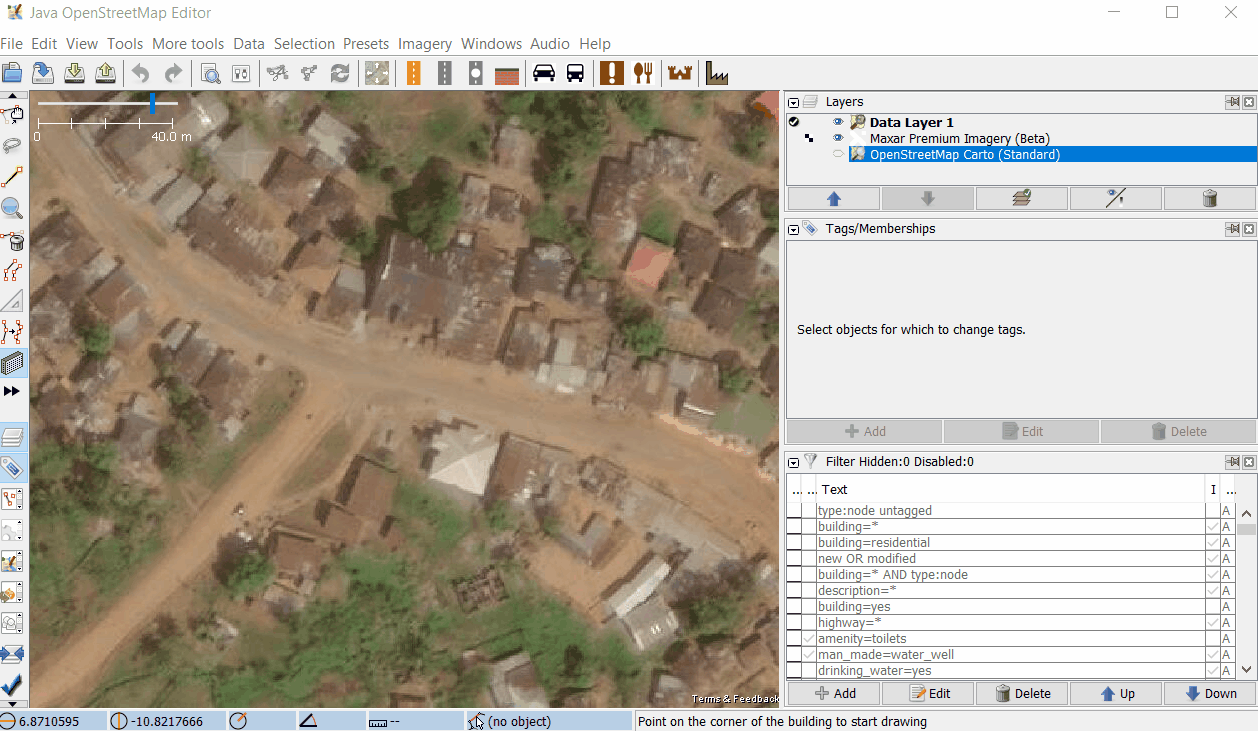 Java OpenStreetMap Editor
File Edit View Tools More tools Data Selection Presets Imagery Windows Audio Help
0 40.0 m
Terms & Feedback
Layers
Data Layer 1
Maxar Premium Imagery (Beta)
OpenStreetMap Carto (Standard)
Tags/Memberships
Select objects for which to change tags.
Add Edit Delete
Filter Hidden:0 Disabled:0
... ... Text I ...
type:node untagged A
building=* A
building=residential A
new OR modified A
building=* AND type:node A
description=* A
building=yes A
highway=* A
amenity=toilets A
man_made=water_well A
drinking_water=yes A
Add Edit Delete Up Down
6.8710595 -10.8217666 -- (no object) Point on the corner of the building to start drawing